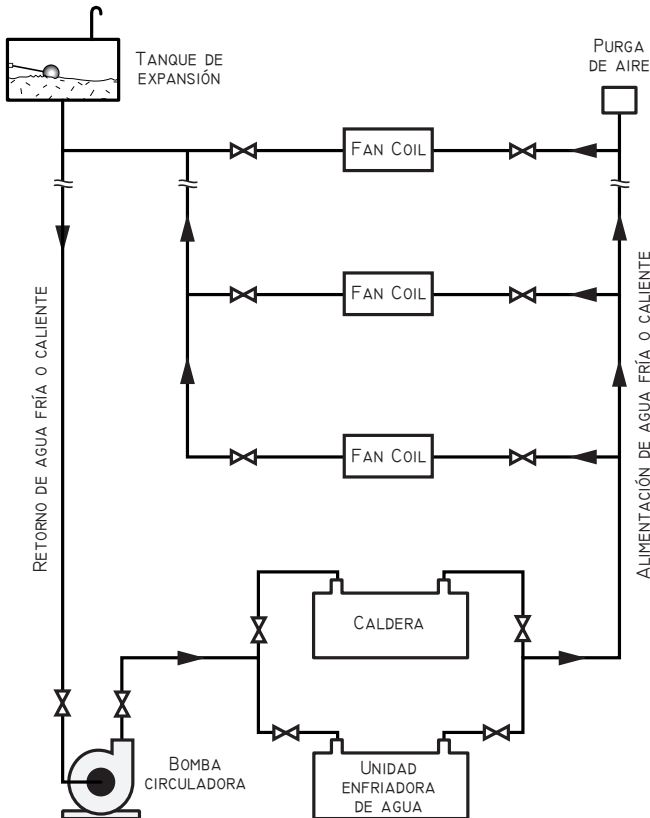 TANQUE DE
EXPANSIÓN
PURGA
DE AIRE
FAN COIL
FAN COIL
FAN COIL
RETORNO DE AGUA FRÍA O CALIENTE
ALIMENTACIÓN DE AGUA FRÍA O CALIENTE
CALDERA
BOMBA
CIRCULADORA
UNIDAD
ENFRIADORA
DE AGUA